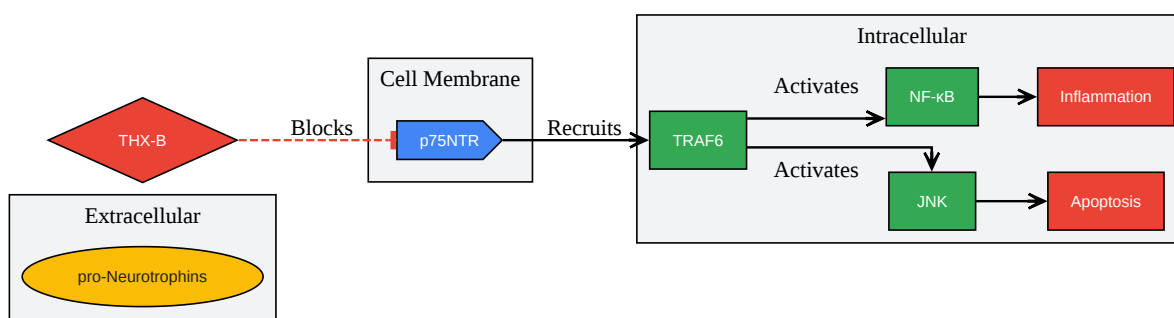 THX-B
Blocks
Extracellular
pro-Neurotrophins
Cell Membrane
p75NTR
Recruits
Intracellular
TRAF6
Activates
NF-κB
Inflammation
Activates
JNK
Apoptosis